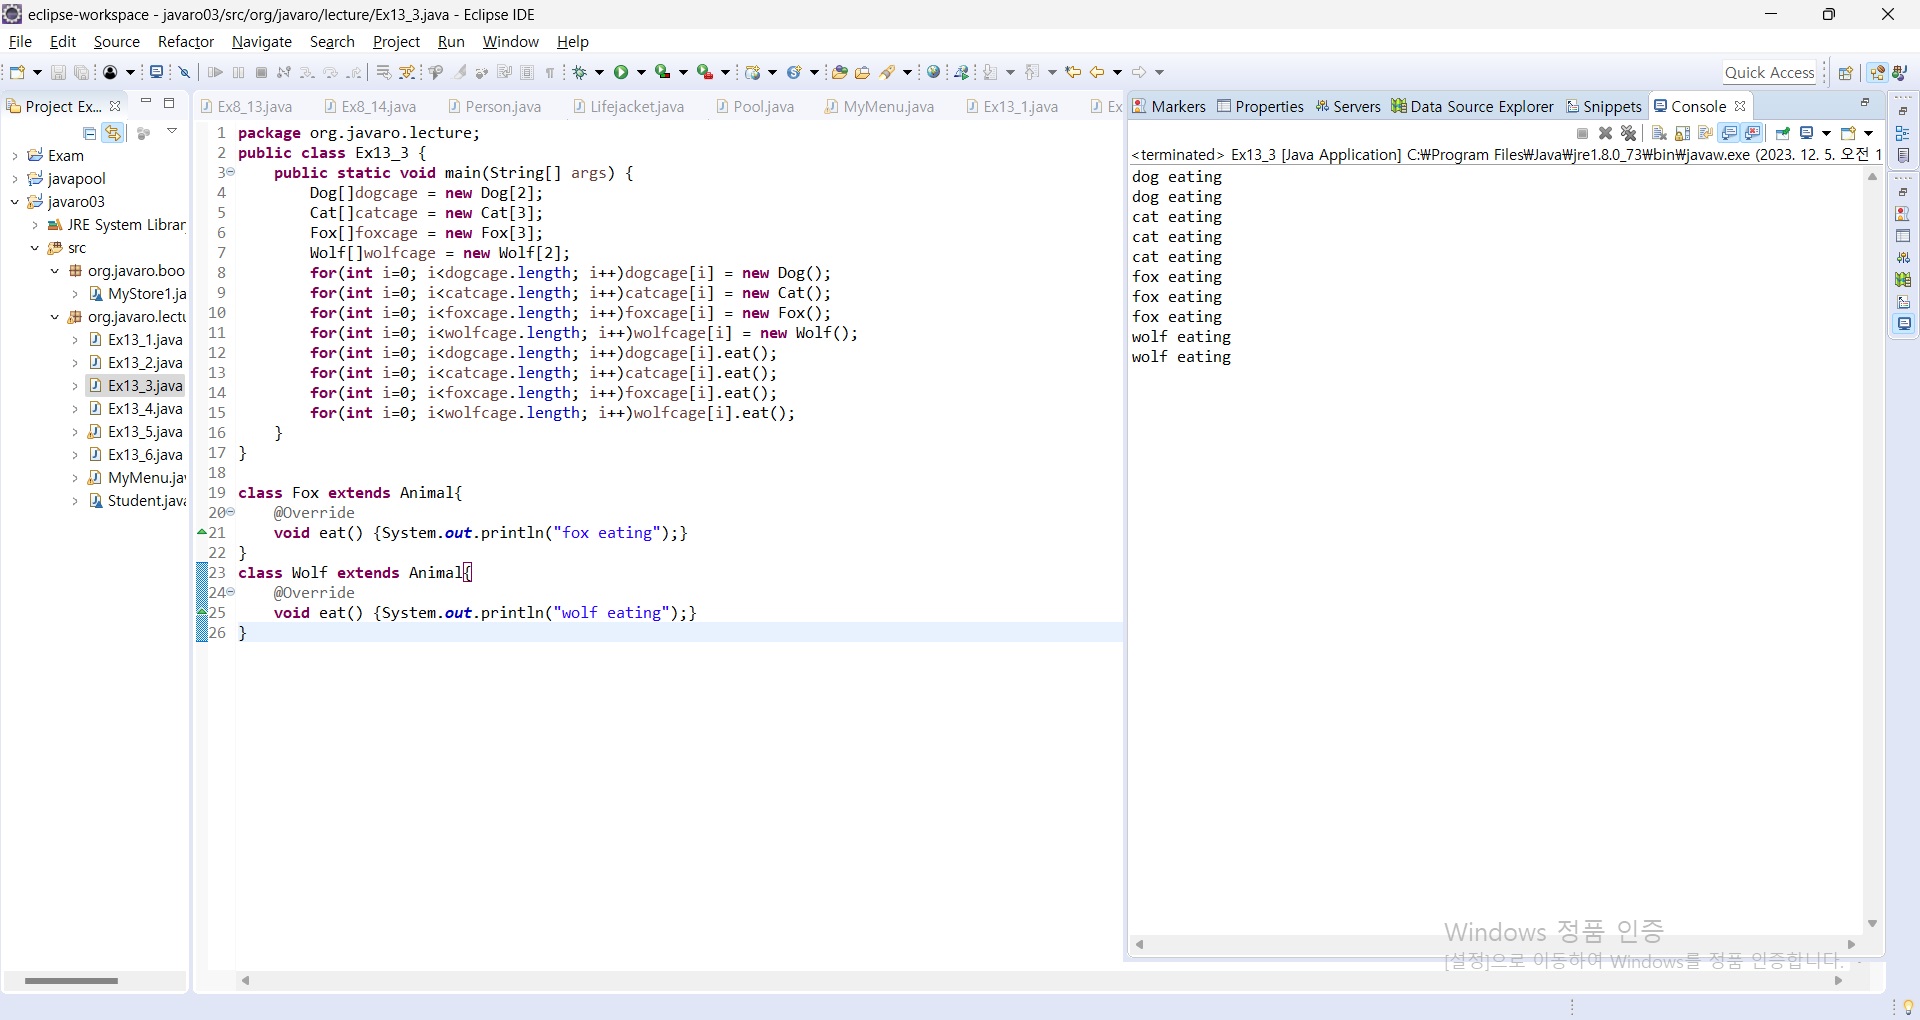 eclipse-workspace - javaro03/src/org/javaro/lecture/Ex13_3.java - Eclipse IDE
File Edit Source Refactor Navigate Search Project Run Window Help
Quick Access
Project Ex...
Exam
javapool
javaro03
JRE System Librar
src
org.javaro.boo
MyStore1.ja
org.javaro.lectu
Ex13_1.java
Ex13_2.java
Ex13_3.java
Ex13_4.java
Ex13_5.java
Ex13_6.java
MyMenu.jav
Student.java
Ex8_13.java Ex8_14.java Person.java Lifejacket.java Pool.java MyMenu.java Ex13_1.java Ex
1 package org.javaro.lecture;
2 public class Ex13_3 {
3 public static void main(String[] args) {
4 Dog[]dogcage = new Dog[2];
5 Cat[]catcage = new Cat[3];
6 Fox[]foxcage = new Fox[3];
7 Wolf[]wolfcage = new Wolf[2];
8 for(int i=0; i<dogcage.length; i++)dogcage[i] = new Dog();
9 for(int i=0; i<catcage.length; i++)catcage[i] = new Cat();
10 for(int i=0; i<foxcage.length; i++)foxcage[i] = new Fox();
11 for(int i=0; i<wolfcage.length; i++)wolfcage[i] = new Wolf();
12 for(int i=0; i<dogcage.length; i++)dogcage[i].eat();
13 for(int i=0; i<catcage.length; i++)catcage[i].eat();
14 for(int i=0; i<foxcage.length; i++)foxcage[i].eat();
15 for(int i=0; i<wolfcage.length; i++)wolfcage[i].eat();
16 }
17 }
18
19 class Fox extends Animal{
20 @Override
21 void eat() {System.out.println("fox eating");}
22 }
23 class Wolf extends Animal{
24 @Override
25 void eat() {System.out.println("wolf eating");}
26 }
Markers Properties Servers Data Source Explorer Snippets Console
<terminated> Ex13_3 [Java Application] C:₩Program Files₩Java₩jre1.8.0_73₩bin₩javaw.exe (2023. 12. 5. 오전 1
dog eating
dog eating
cat eating
cat eating
cat eating
fox eating
fox eating
fox eating
wolf eating
wolf eating
Windows 정품 인증
[설정]으로 이동하여 Windows를 정품 인증합니다.